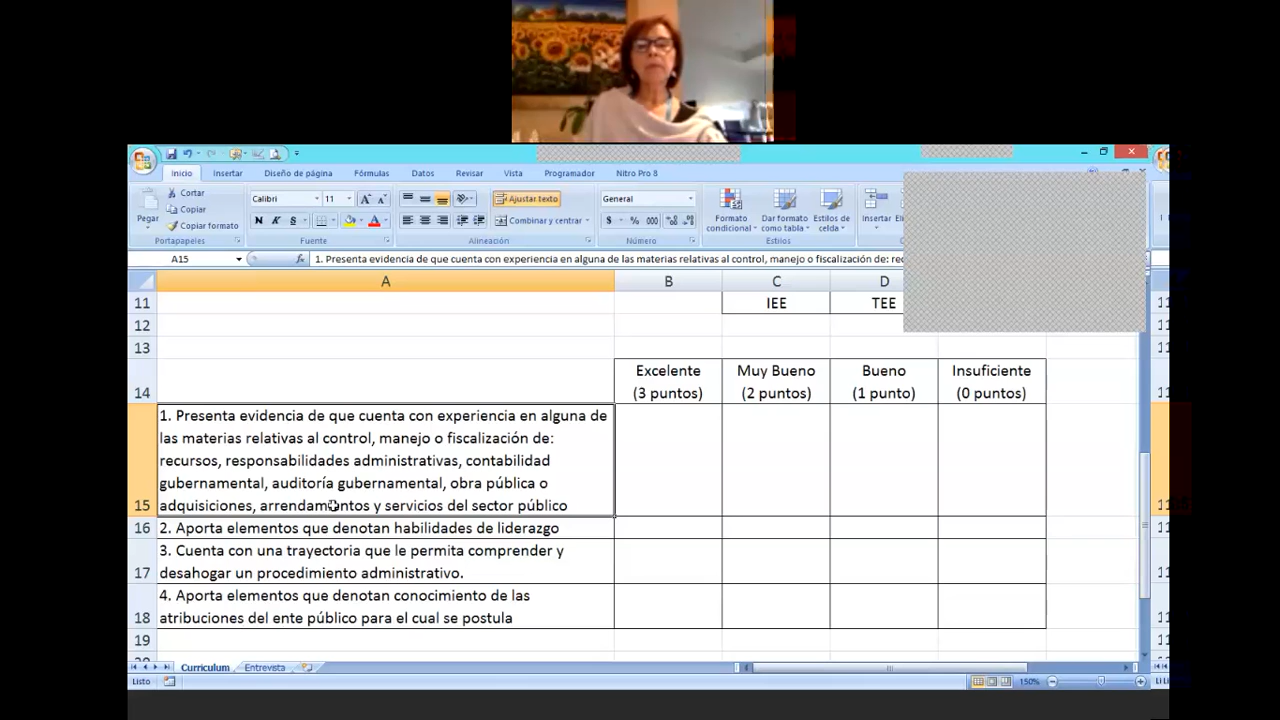 Inicio Insertar Diseño de página Fórmulas Datos Revisar Vista Programador Nitro Pro 8
Cortar
Copiar
Copiar formato
Pegar
Calibri 11
Ajustar texto
Combinar y centrar
General
Formato condicional
Dar formato como tabla
Estilos de celda
Insertar
Portapapeles Fuente Alineación Número Estilos
A15 fx 1. Presenta evidencia de que cuenta con experiencia en alguna de las materias relativas al control, manejo o fiscalización de: rec
A B C D
11 IEE TEE
12
13
Excelente Muy Bueno Bueno Insuficiente
14 (3 puntos) (2 puntos) (1 punto) (0 puntos)
1. Presenta evidencia de que cuenta con experiencia en alguna de
las materias relativas al control, manejo o fiscalización de:
recursos, responsabilidades administrativas, contabilidad
gubernamental, auditoría gubernamental, obra pública o
15 adquisiciones, arrendamientos y servicios del sector público
16 2. Aporta elementos que denotan habilidades de liderazgo
3. Cuenta con una trayectoria que le permita comprender y
17 desahogar un procedimiento administrativo.
4. Aporta elementos que denotan conocimiento de las
18 atribuciones del ente público para el cual se postula
19
Curriculum Entrevista
Listo 150%